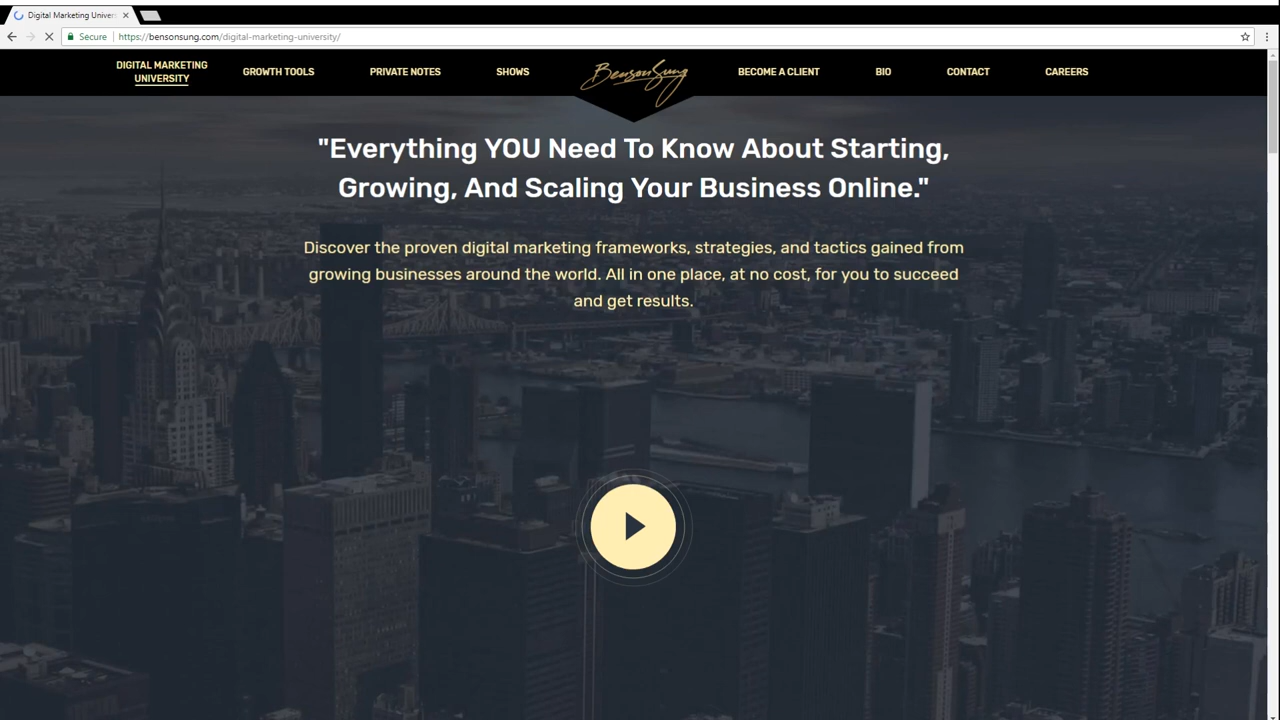 Digital Marketing Univers
Secure
https://bensonsung.com/digital-marketing-university/
DIGITAL MARKETING
UNIVERSITY
GROWTH TOOLS
PRIVATE NOTES
SHOWS
BensonSung
BECOME A CLIENT
BIO
CONTACT
CAREERS
"Everything YOU Need To Know About Starting,
Growing, And Scaling Your Business Online."
Discover the proven digital marketing frameworks, strategies, and tactics gained from
growing businesses around the world. All in one place, at no cost, for you to succeed
and get results.